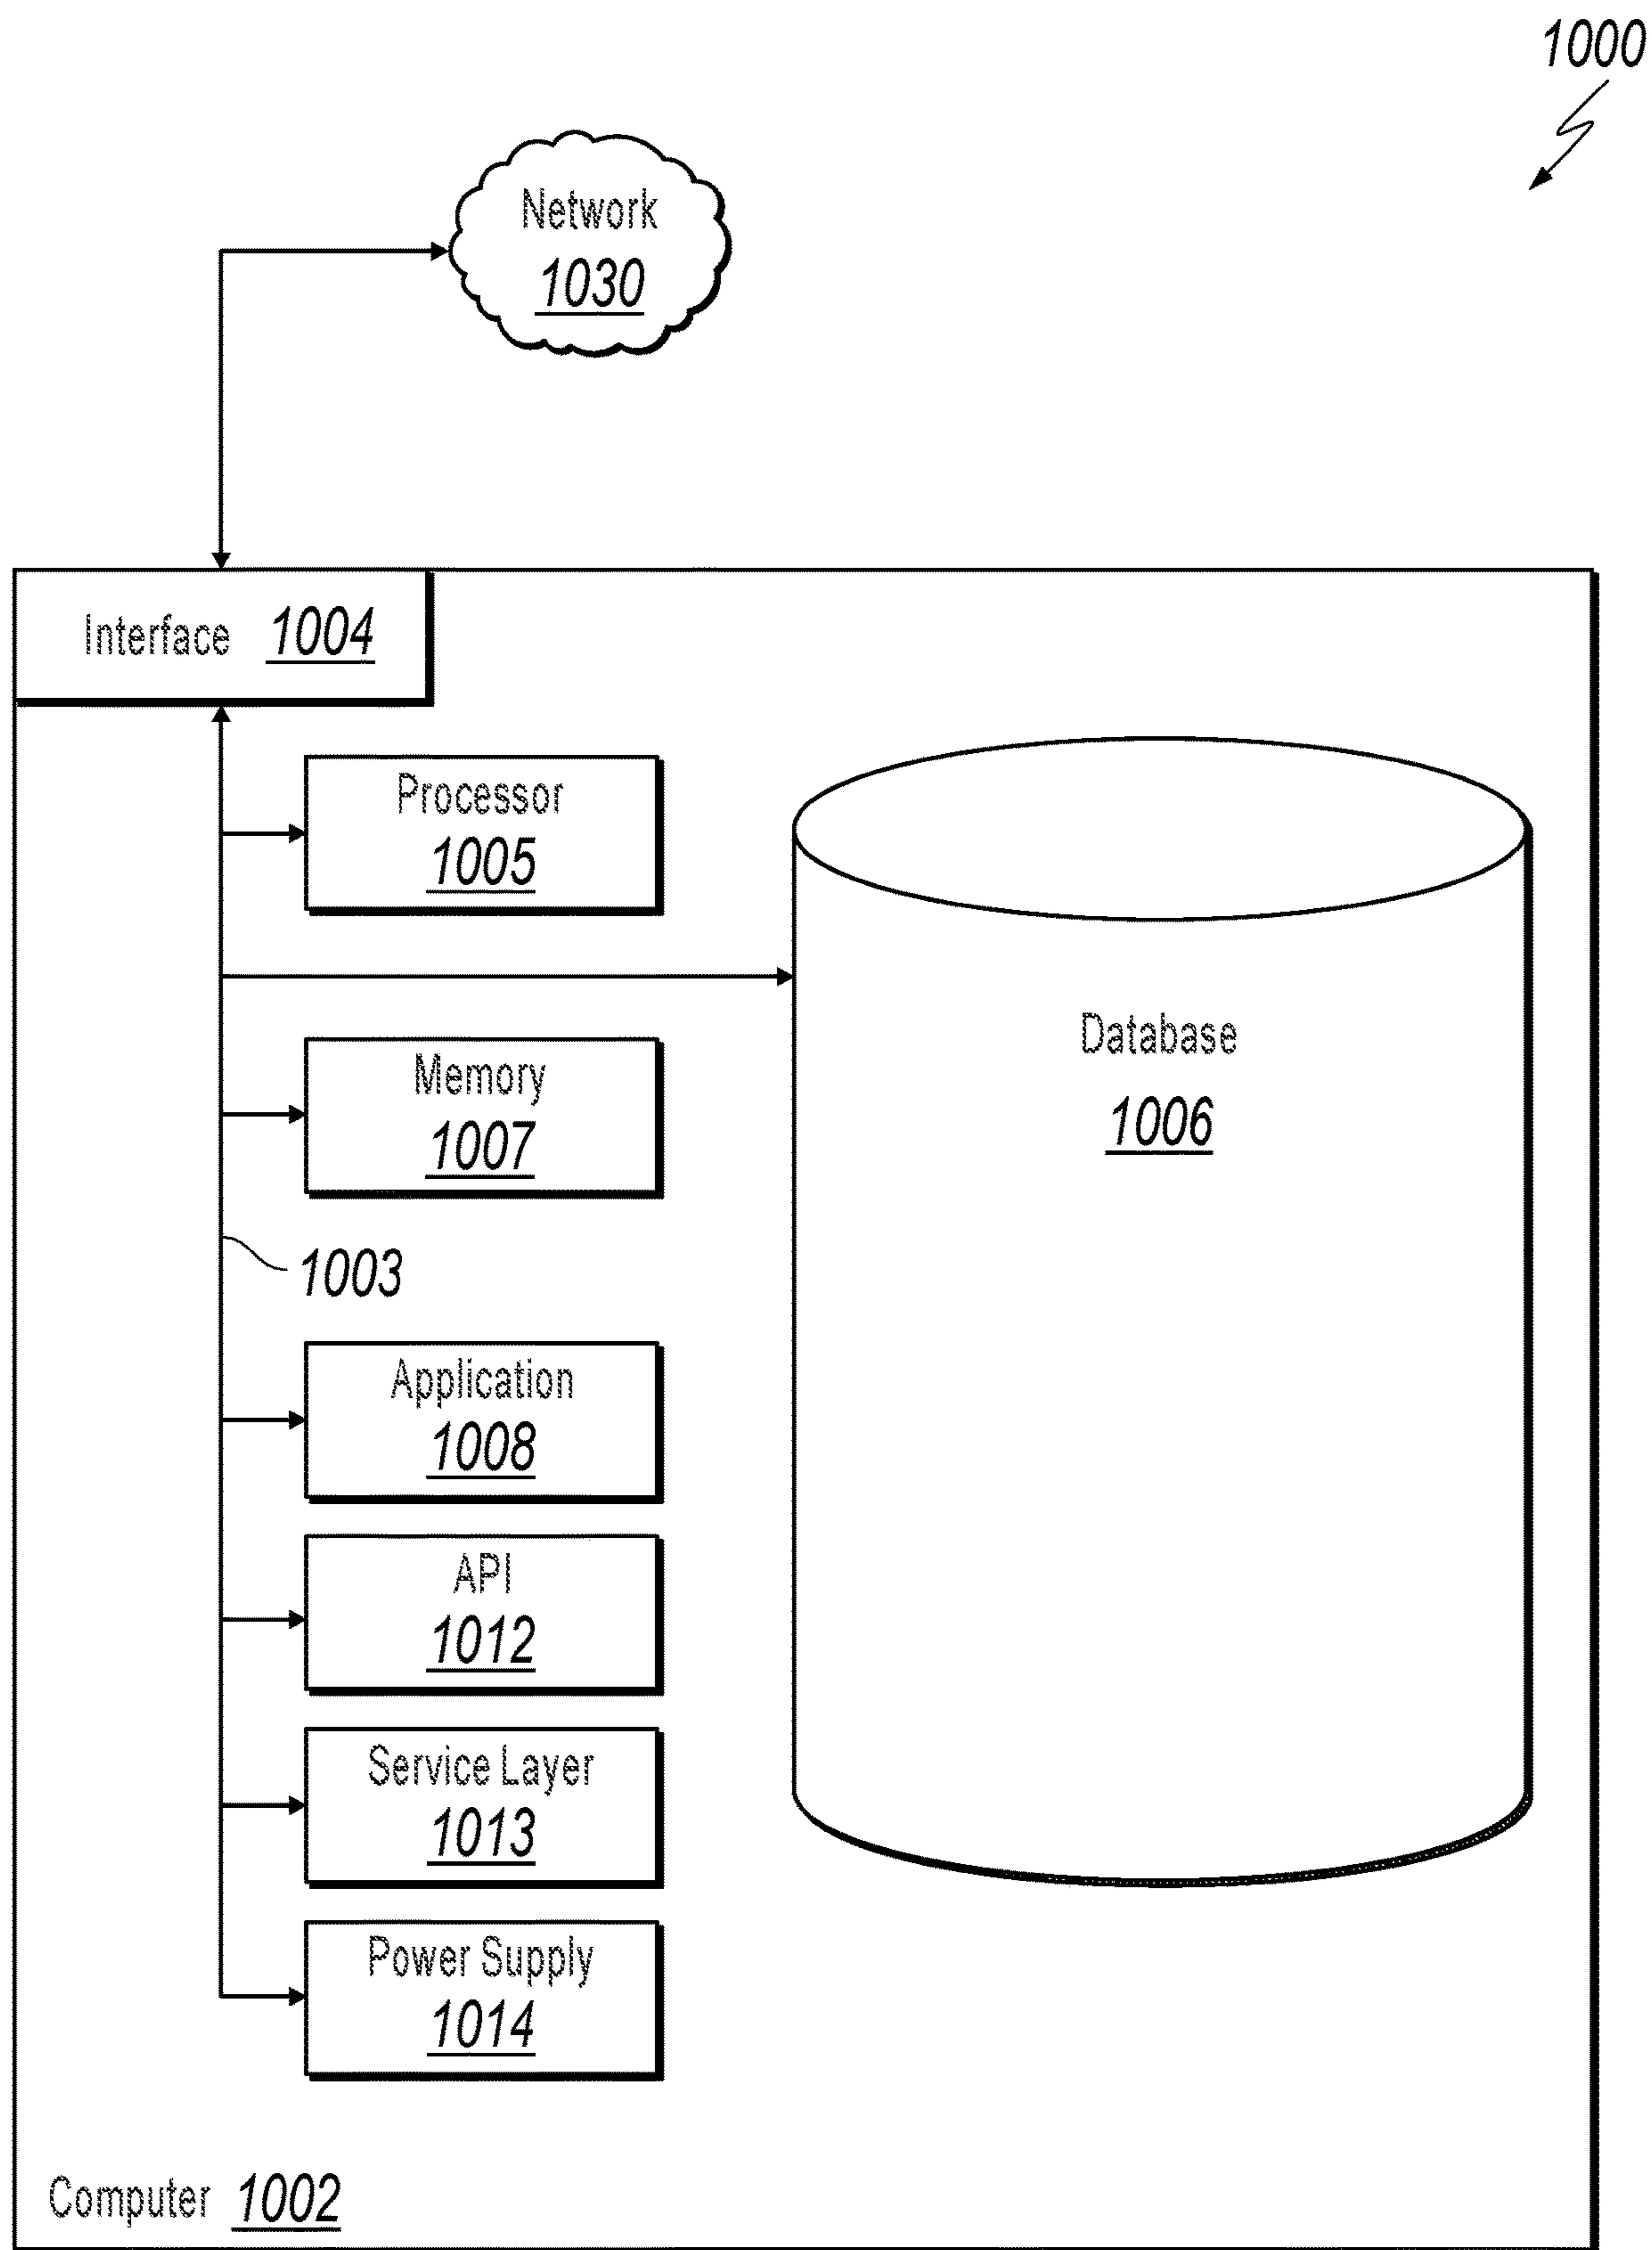 1000
Network
1030
Interface 1004
Processor
1005
Database
1006
Memory
1007
1003
Application
1008
API
1012
Service Layer
1013
Power Supply
1014
Computer 1002